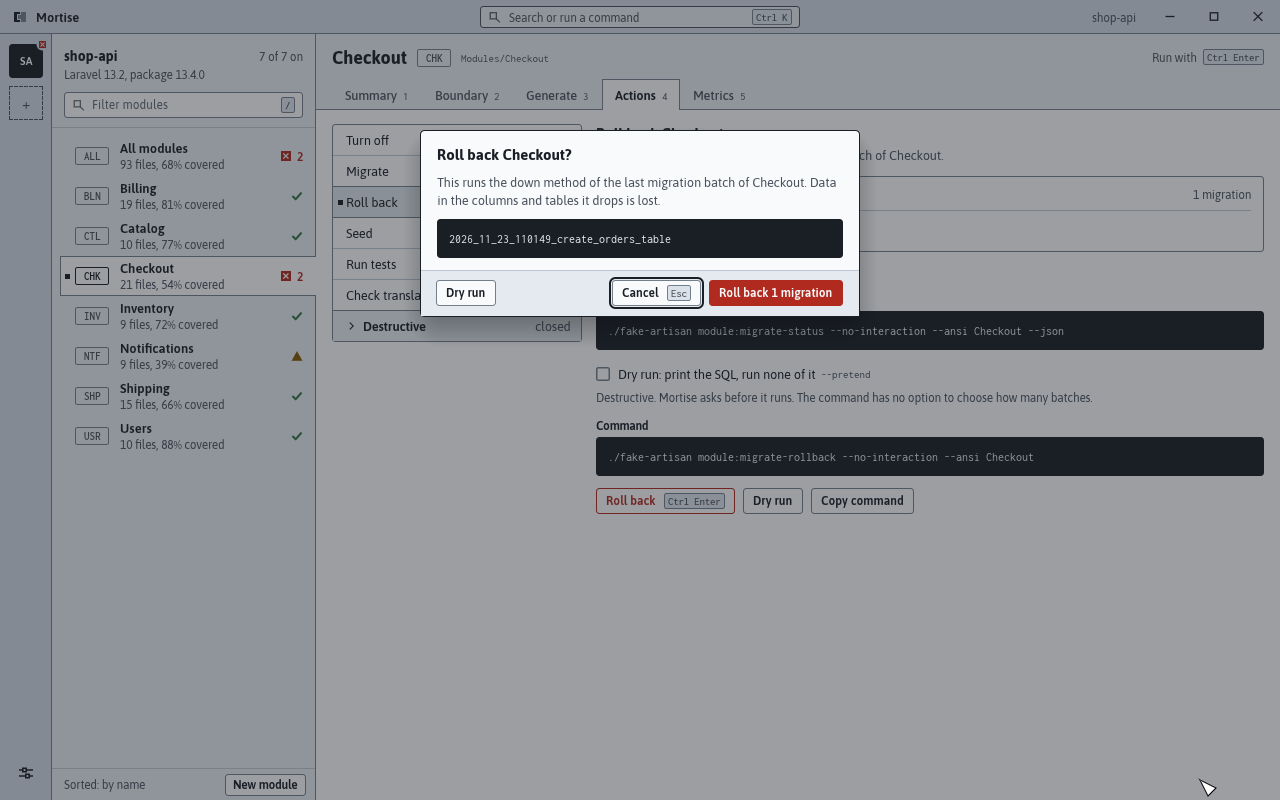 Mortise
Search or run a command
Ctrl K
shop-api
SA
+
shop-api
7 of 7 on
Laravel 13.2, package 13.4.0
Filter modules
/
ALL
All modules
93 files, 68% covered
2
BLN
Billing
19 files, 81% covered
CTL
Catalog
10 files, 77% covered
CHK
Checkout
21 files, 54% covered
2
INV
Inventory
9 files, 72% covered
NTF
Notifications
9 files, 39% covered
SHP
Shipping
15 files, 66% covered
USR
Users
10 files, 88% covered
Sorted: by name
New module
Checkout
CHK
Modules/Checkout
Run with
Ctrl Enter
Summary 1
Boundary 2
Generate 3
Actions 4
Metrics 5
Turn off
Migrate
Roll back
Seed
Run tests
Check transla
Destructive
closed
ch of Checkout.
1 migration
Roll back Checkout?
This runs the down method of the last migration batch of Checkout. Data
in the columns and tables it drops is lost.
2026_11_23_110149_create_orders_table
Dry run
Cancel
Esc
Roll back 1 migration
./fake-artisan module:migrate-status --no-interaction --ansi Checkout --json
Dry run: print the SQL, run none of it --pretend
Destructive. Mortise asks before it runs. The command has no option to choose how many batches.
Command
./fake-artisan module:migrate-rollback --no-interaction --ansi Checkout
Roll back
Ctrl Enter
Dry run
Copy command